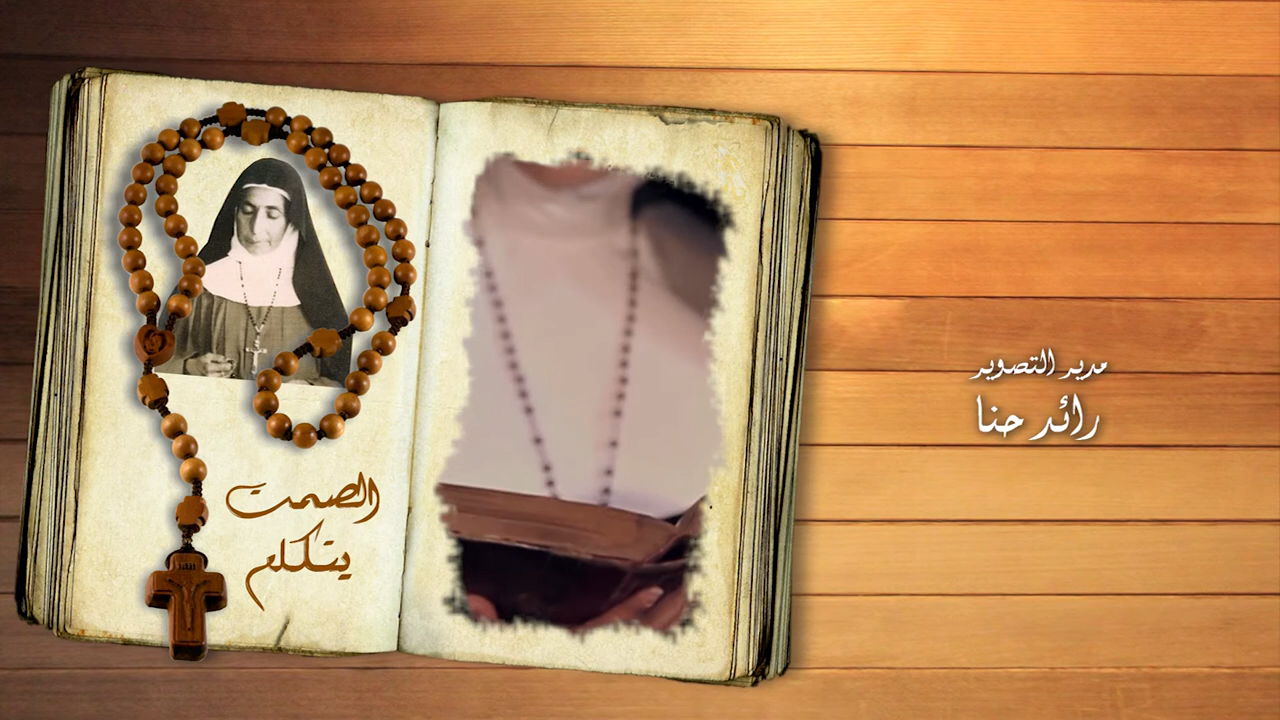 الصمت
يتكلم
مدير التصوير
رائد حنا